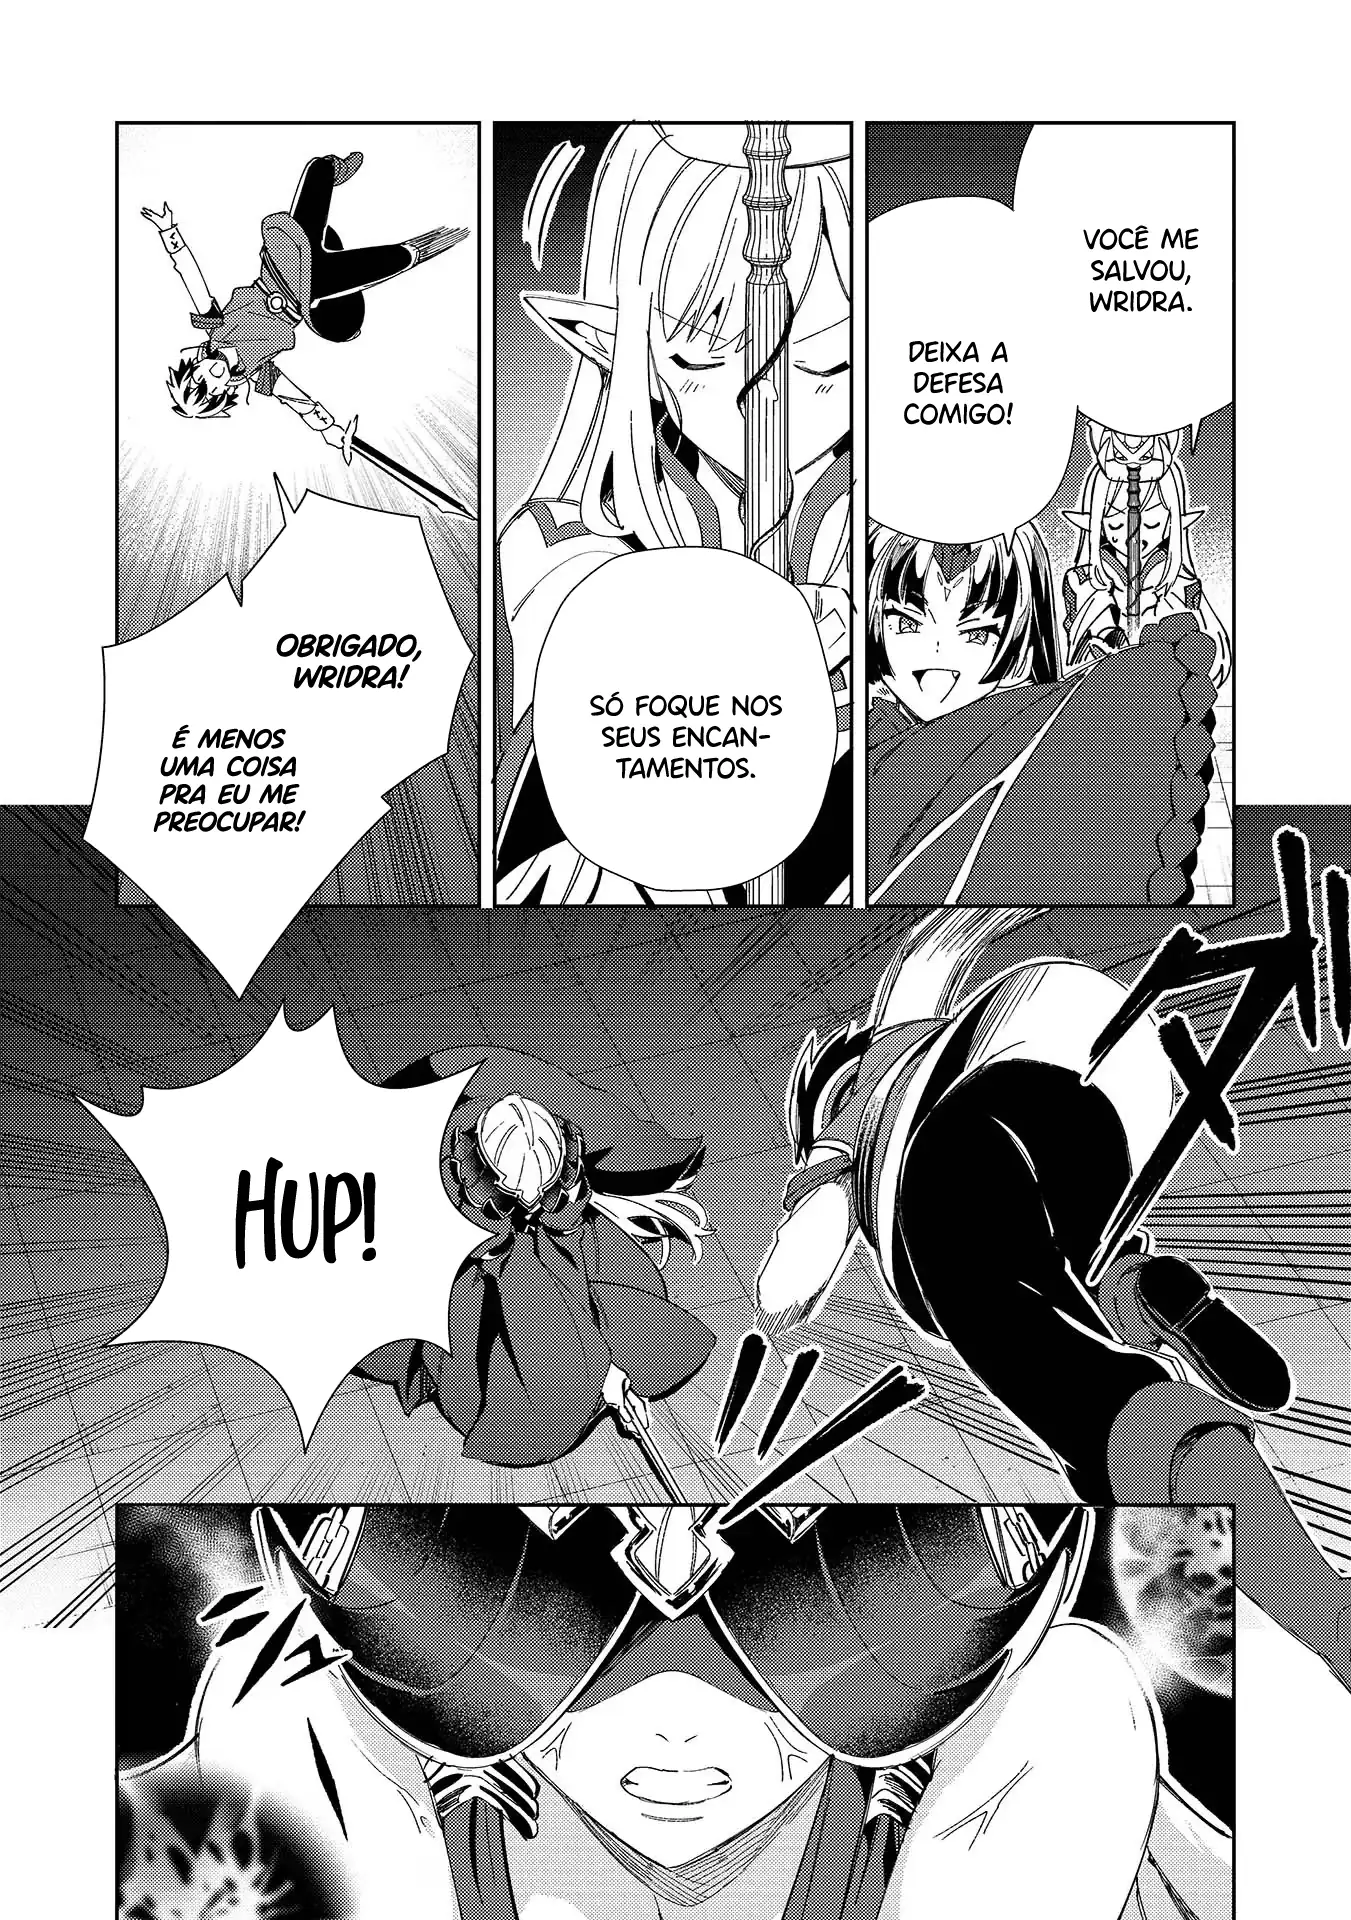 VOCÊ ME
SALVOU,
WRIDRA.
DEIXA A
DEFESA
COMIGO!
SÓ FOQUE NOS
SEUS ENCAN-
TAMENTOS.
OBRIGADO,
WRIDRA!
É MENOS
UMA COISA
PRA EU ME
PREOCUPAR!
HUP!